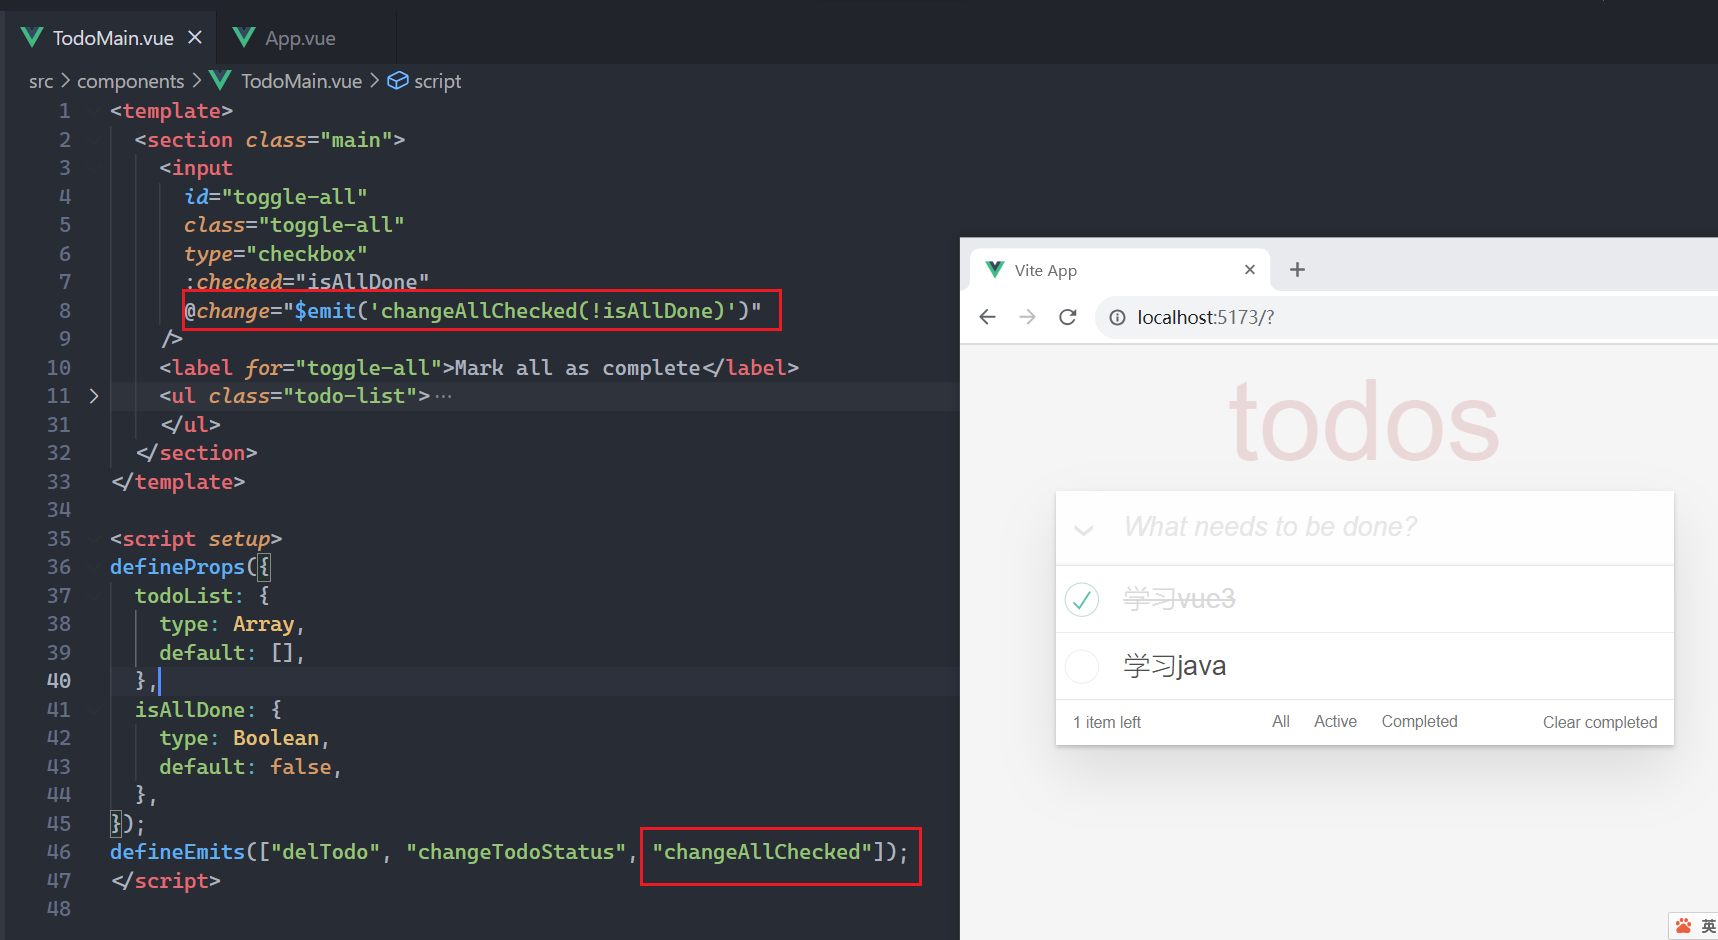 TodoMain.vue
App.vue
src > components > TodoMain.vue > script
1 <template>
2 <section class="main">
3 <input
4 id="toggle-all"
5 class="toggle-all"
6 type="checkbox"
7 :checked="isAllDone"
8 @change="$emit('changeAllChecked(!isAllDone)')"
9 />
10 <label for="toggle-all">Mark all as complete</label>
11 <ul class="todo-list">···
31 </ul>
32 </section>
33 </template>
34
35 <script setup>
36 defineProps({
37 todoList: {
38 type: Array,
39 default: [],
40 },
41 isAllDone: {
42 type: Boolean,
43 default: false,
44 },
45 });
46 defineEmits(["delTodo", "changeTodoStatus", "changeAllChecked"]);
47 </script>
48
Vite App
localhost:5173/?
todos
What needs to be done?
学习vue3
学习java
1 item left
All
Active
Completed
Clear completed
英